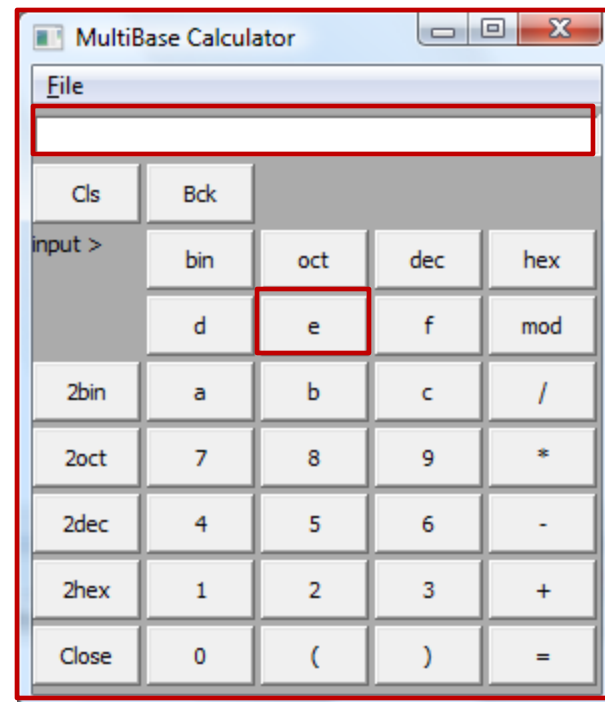 MultiBase Calculator
File
Cls Bck
input > bin oct dec hex
d e f mod
2bin a b c /
2oct 7 8 9 *
2dec 4 5 6 -
2hex 1 2 3 +
Close 0 ( ) =